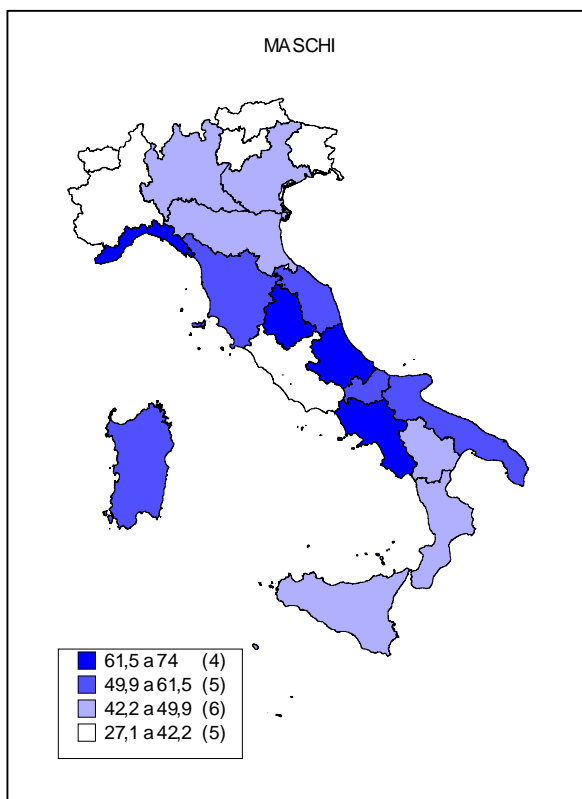 MASCHI
61,5 a 74 (4)
49,9 a 61,5 (5)
42,2 a 49,9 (6)
27,1 a 42,2 (5)